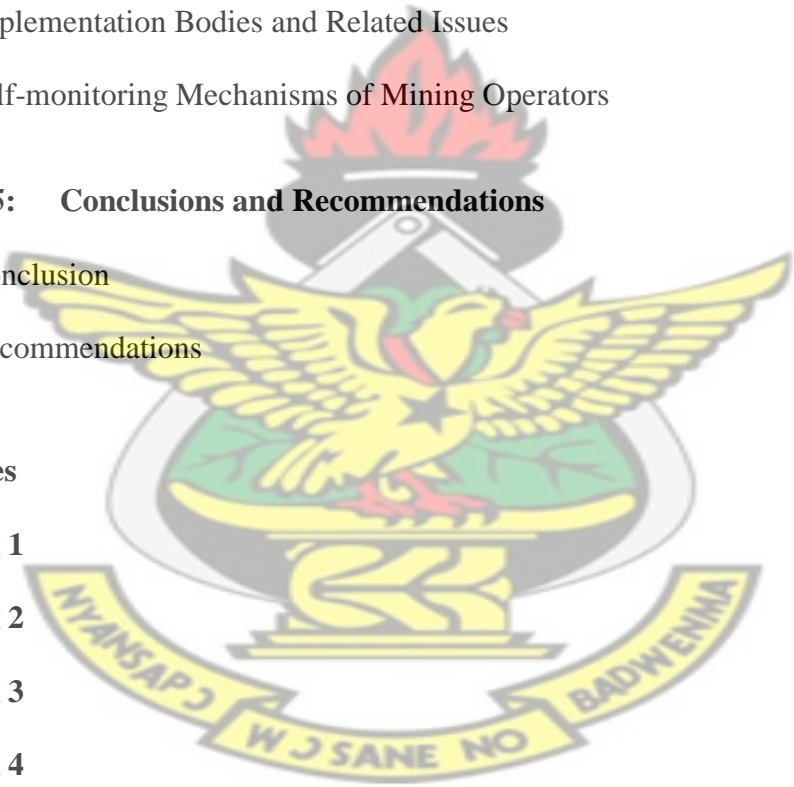 plementation Bodies and Related Issues
lf-monitoring Mechanisms of Mining Operators
5: Conclusions and Recommendations
nclusion
commendations
es
1
2
3
4
NYANSAPƆ WƆ SANE NO BADWENMA